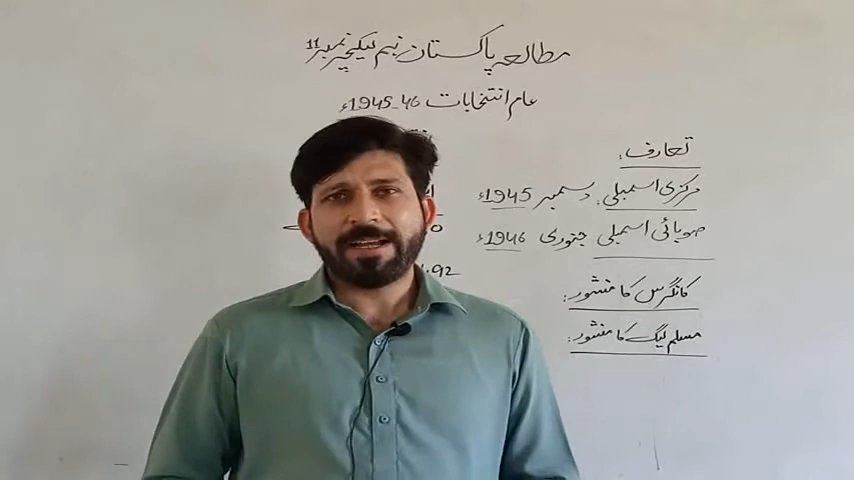 مطالعہ پاکستان نہم لیکچر نمبر 11
عام انتخابات 46-1945ء
تعارف:
مرکزی اسمبلی: دسمبر 1945ء
صوبائی اسمبلی جنوری 1946ء
کانگرس کا منشور:
مسلم لیگ کا منشور: